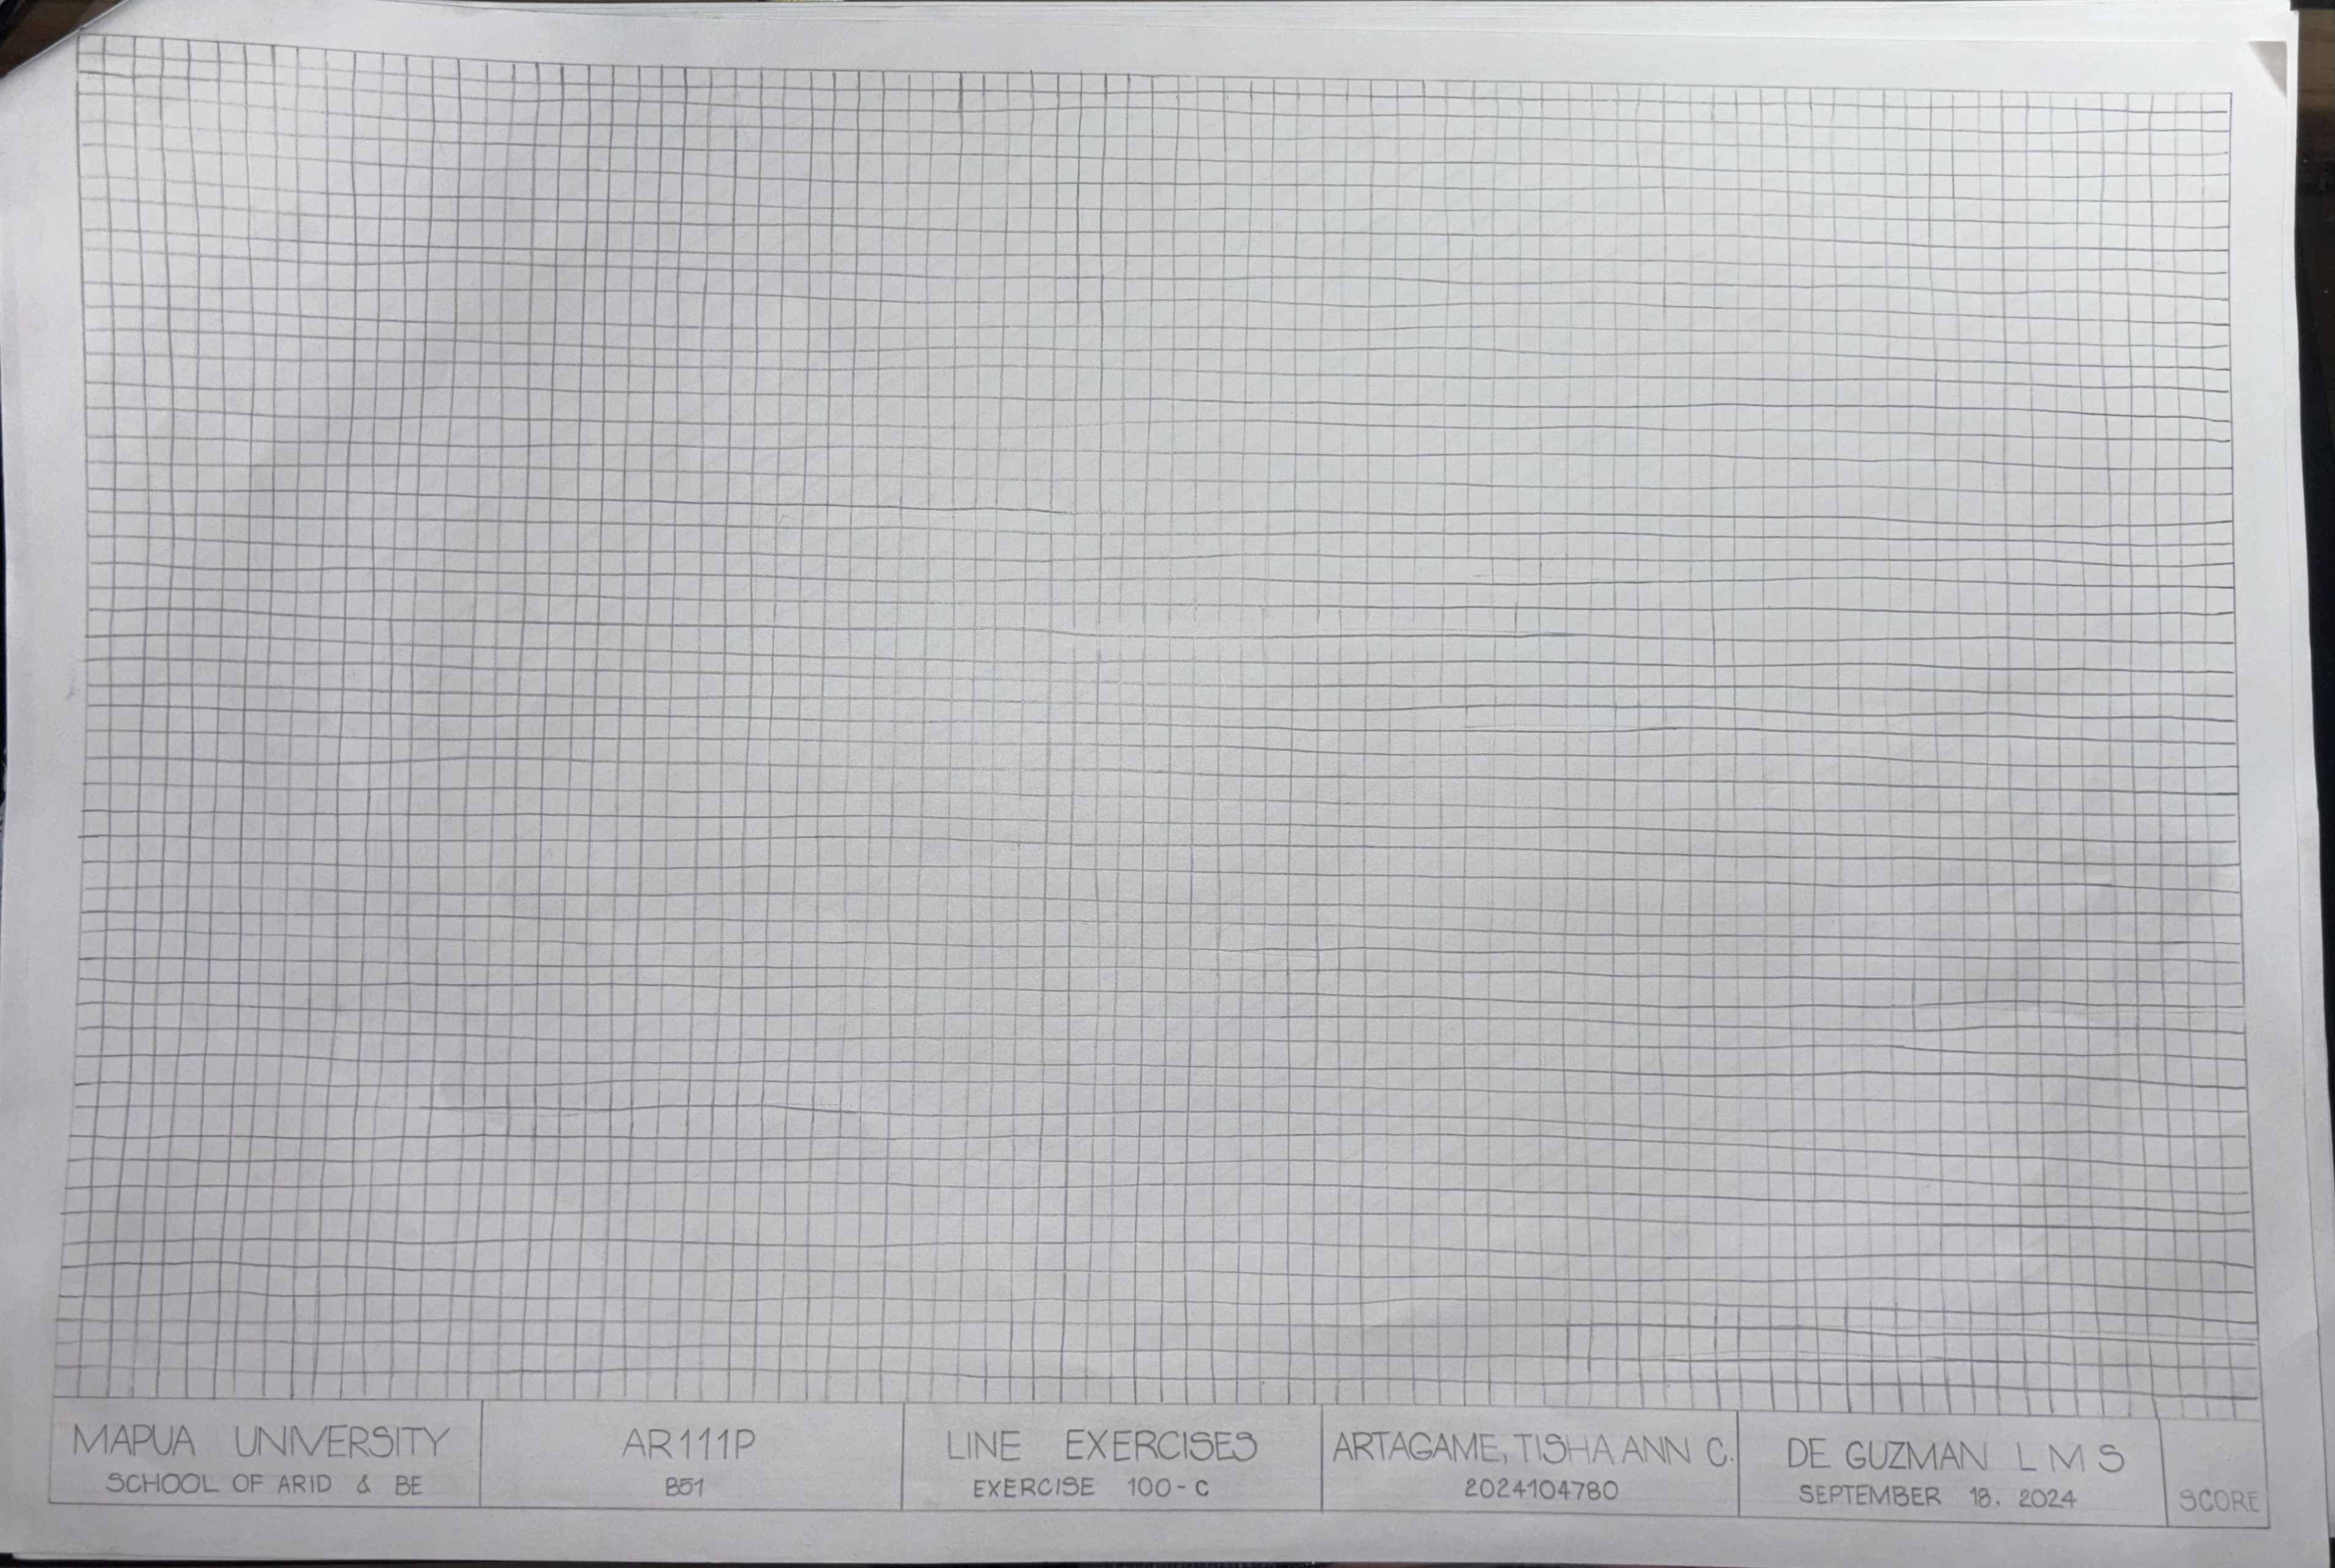 MAPUA UNIVERSITY
SCHOOL OF ARID & BE
AR111P
B51
LINE EXERCISES
EXERCISE 100-C
ARTAGAME, TISHA ANN C.
2024104780
DE GUZMAN L M S
SEPTEMBER 18. 2024
SCORE